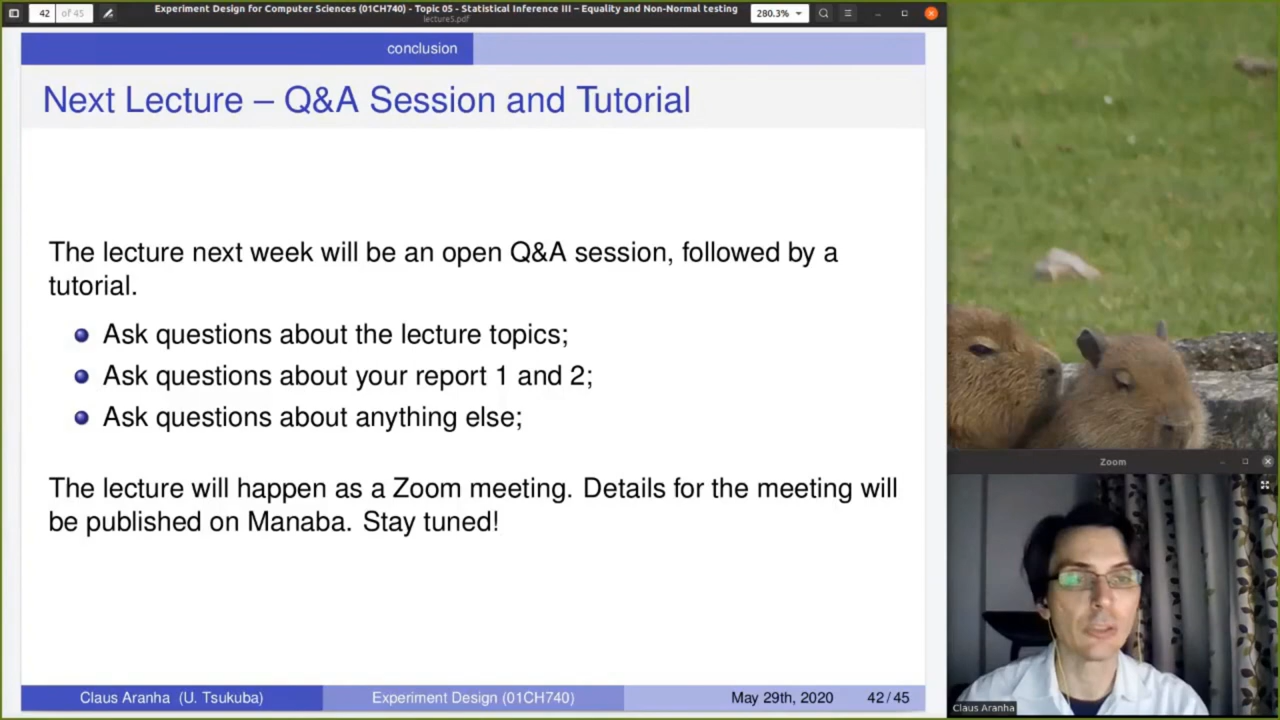 42 of 45
Experiment Design for Computer Sciences (01CH740) - Topic 05 - Statistical Inference III – Equality and Non-Normal testing
lecture5.pdf
280.3%
conclusion
Next Lecture – Q&A Session and Tutorial
The lecture next week will be an open Q&A session, followed by a
tutorial.
Ask questions about the lecture topics;
Ask questions about your report 1 and 2;
Ask questions about anything else;
The lecture will happen as a Zoom meeting. Details for the meeting will
be published on Manaba. Stay tuned!
Claus Aranha (U. Tsukuba) Experiment Design (01CH740) May 29th, 2020 42/45
Zoom
Claus Aranha